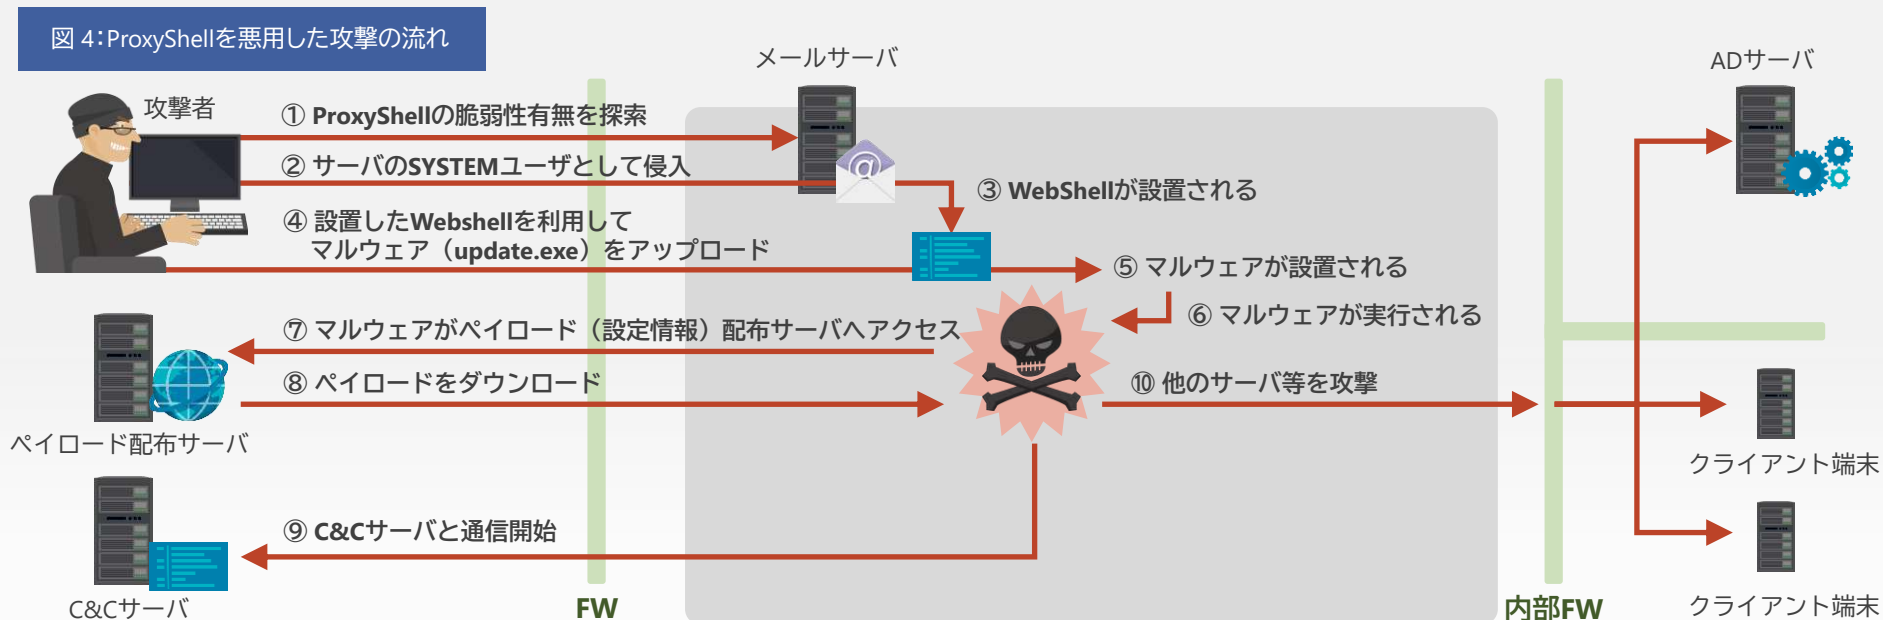 図 4：ProxyShellを悪用した攻撃の流れ
メールサーバ
ADサーバ
攻撃者
① ProxyShellの脆弱性有無を探索
② サーバのSYSTEMユーザとして侵入
③ WebShellが設置される
④ 設置したWebshellを利用して
マルウェア（update.exe）をアップロード
⑤ マルウェアが設置される
⑥ マルウェアが実行される
⑦ マルウェアがペイロード（設定情報）配布サーバへアクセス
⑧ ペイロードをダウンロード
⑩ 他のサーバ等を攻撃
ペイロード配布サーバ
クライアント端末
⑨ C&Cサーバと通信開始
C&Cサーバ
FW
内部FW
クライアント端末